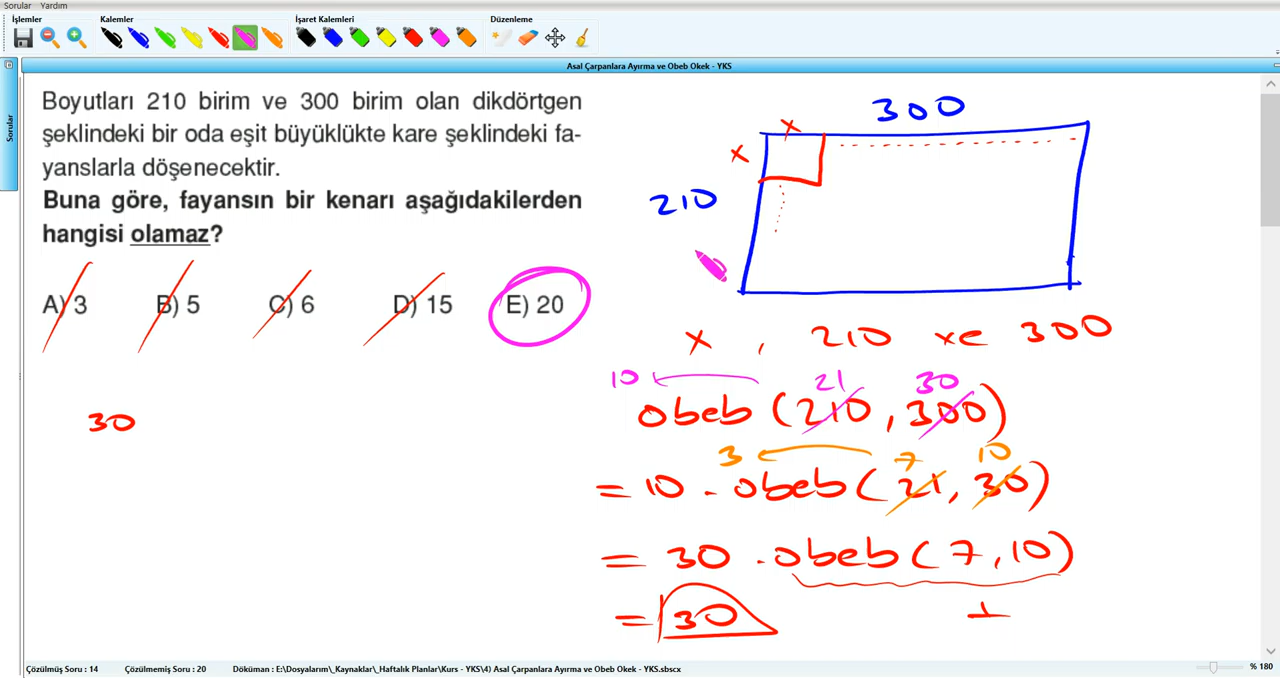 Sorular Yardım
İşlemler Kalemler İşaret Kalemleri Düzenleme
Asal Çarpanlara Ayırma ve Obeb Okek - YKS
Sorular
Boyutları 210 birim ve 300 birim olan dikdörtgen
şeklindeki bir oda eşit büyüklükte kare şeklindeki fa-
yanslarla döşenecektir.
Buna göre, fayansın bir kenarı aşağıdakilerden
hangisi olamaz?
A) 3 B) 5 C) 6 D) 15 E) 20
30
300
x
x
210
x , 210 ve 300
10 21 30
obeb (210, 300)
3 7 10
= 10 . obeb (21, 30)
= 30 . obeb (7, 10)
= 30 1
Çözülmüş Soru : 14 Çözülmemiş Soru : 20 Döküman : E:\Dosyalarım\_Kaynaklar\_Haftalık Planlar\Kurs - YKS\4) Asal Çarpanlara Ayırma ve Obeb Okek - YKS.sbscx % 180